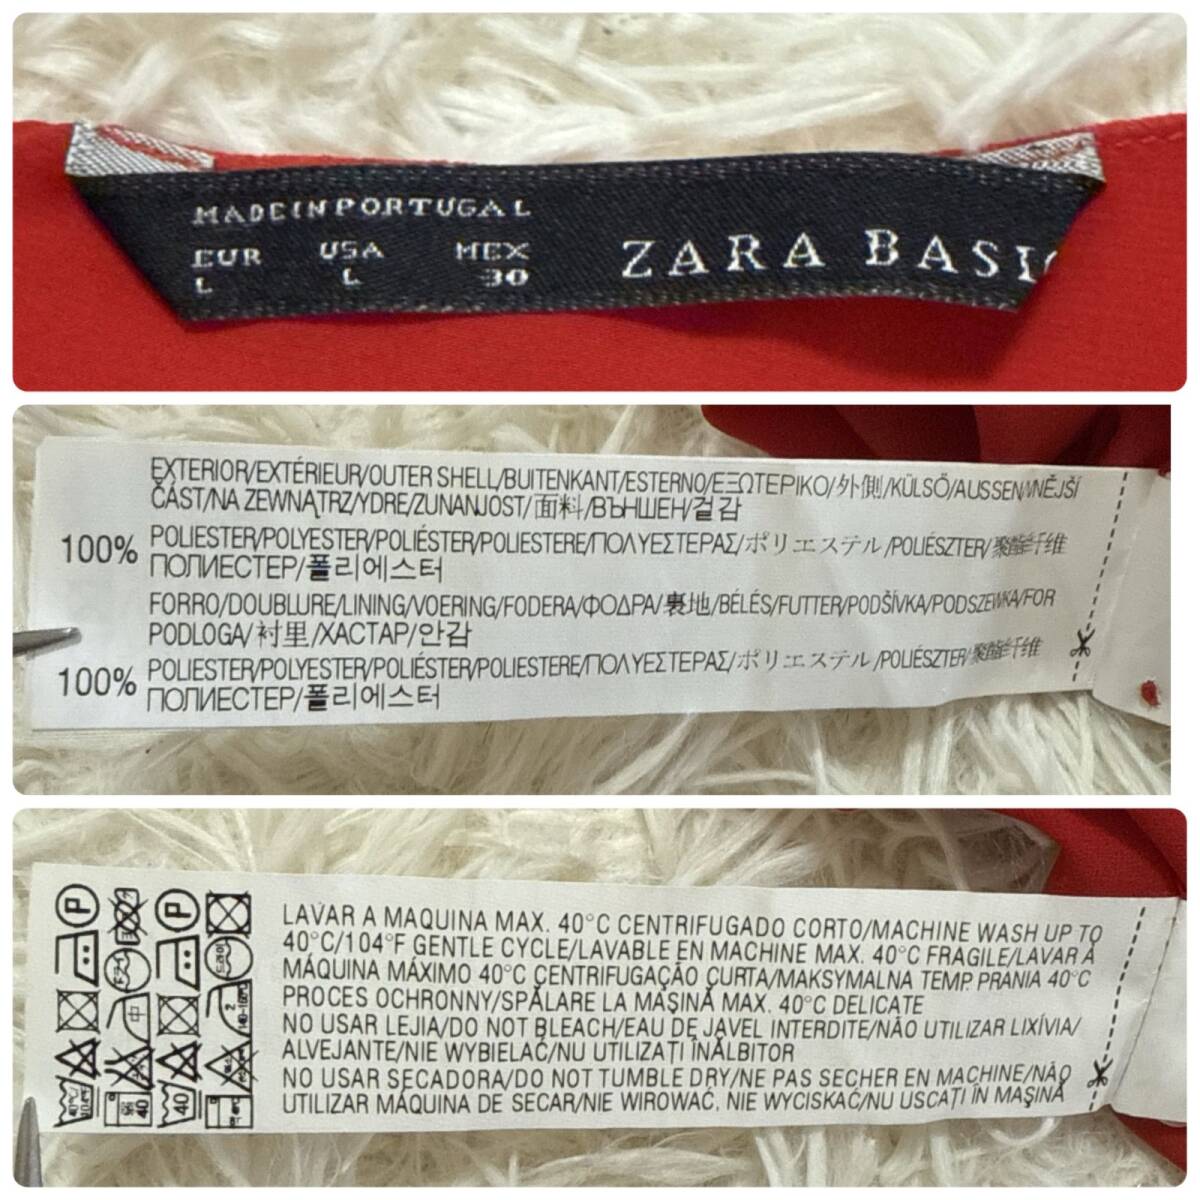 MADE IN PORTUGAL
EUR USA MEX
L L 30
ZARA BASIC
EXTERIOR/EXTÉRIEUR/OUTER SHELL/BUITENKANT/ESTERNO/ΕΞΩΤΕΡΙΚΟ/外側/KÜLSŐ/AUSSEN/VNĚJŠÍ
ČÁST/NA ZEWNĄTRZ/YDRE/ZUNANJOST/面料/ВЪНШЕН/겉감
100% POLIESTER/POLYESTER/POLIÉSTER/POLIESTERE/ΠΟΛΥΕΣΤΕΡΑΣ/ポリエステル/POLIÉSZTER/聚酯纤维
ПОЛИЕСТЕР/폴리에스터
FORRO/DOUBLURE/LINING/VOERING/FODERA/ΦΟΔΡΑ/裏地/BÉLÉS/FUTTER/PODŠÍVKA/PODSZEWKA/FOR
PODLOGA/衬里/ХАСТАР/안감
100% POLIESTER/POLYESTER/POLIÉSTER/POLIESTERE/ΠΟΛΥΕΣΤΕΡΑΣ/ポリエステル/POLIÉSZTER/聚酯纤维
ПОЛИЕСТЕР/폴리에스터
LAVAR A MAQUINA MAX. 40°C CENTRIFUGADO CORTO/MACHINE WASH UP TO
40°C/104°F GENTLE CYCLE/LAVABLE EN MACHINE MAX. 40°C FRAGILE/LAVAR À
MÁQUINA MÁXIMO 40°C CENTRIFUGAÇÃO CURTA/MAKSYMALNA TEMP. PRANIA 40°C
PROCES OCHRONNY/SPĂLARE LA MAŞINĂ MAX. 40°C DELICATE
NO USAR LEJIA/DO NOT BLEACH/EAU DE JAVEL INTERDITE/NÃO UTILIZAR LIXÍVIA/
ALVEJANTE/NIE WYBIELAĆ/NU UTILIZAŢI ÎNĂLBITOR
NO USAR SECADORA/DO NOT TUMBLE DRY/NE PAS SECHER EN MACHINE/NÃO
UTILIZAR MÁQUINA DE SECAR/NIE WIROWAĆ, NIE WYCISKAĆ/NU USCAŢI ÎN MAŞINĂ